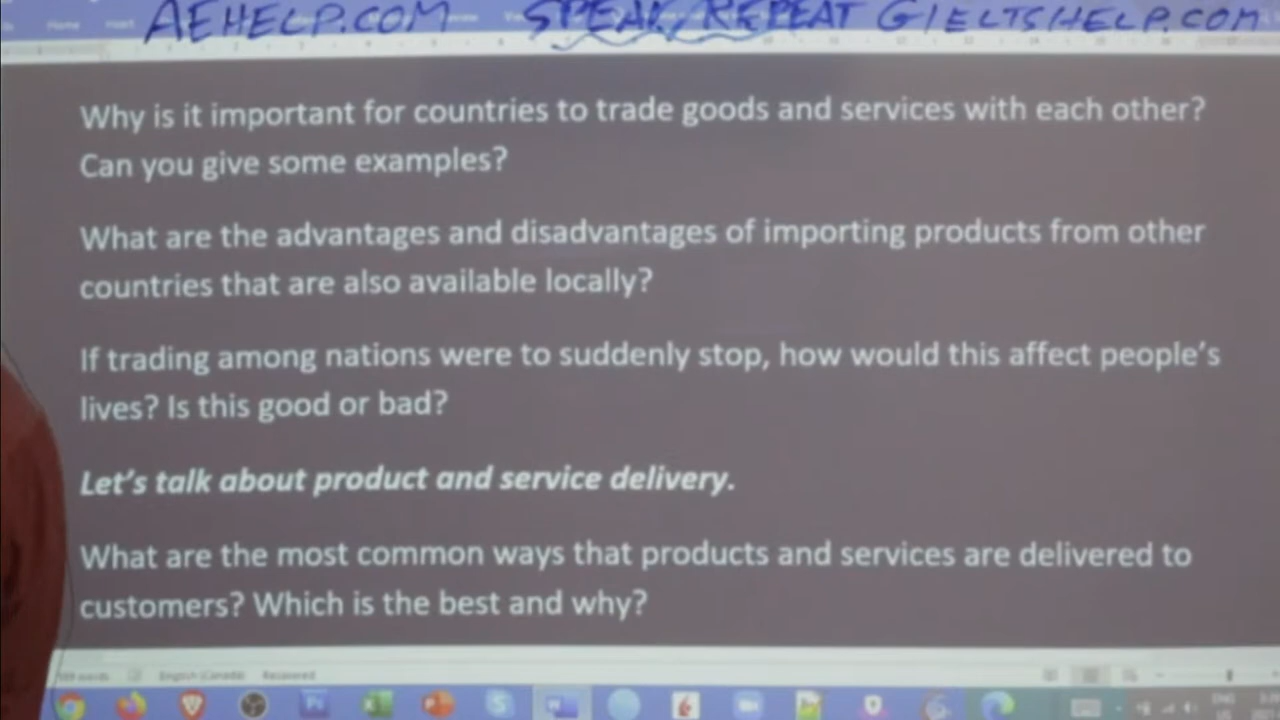 AEHELP.COM SPEAK REPEAT GIELTSHELP.COM
Why is it important for countries to trade goods and services with each other?
Can you give some examples?
What are the advantages and disadvantages of importing products from other
countries that are also available locally?
If trading among nations were to suddenly stop, how would this affect people's
lives? Is this good or bad?
Let's talk about product and service delivery.
What are the most common ways that products and services are delivered to
customers? Which is the best and why?
English (Canada) Recovered